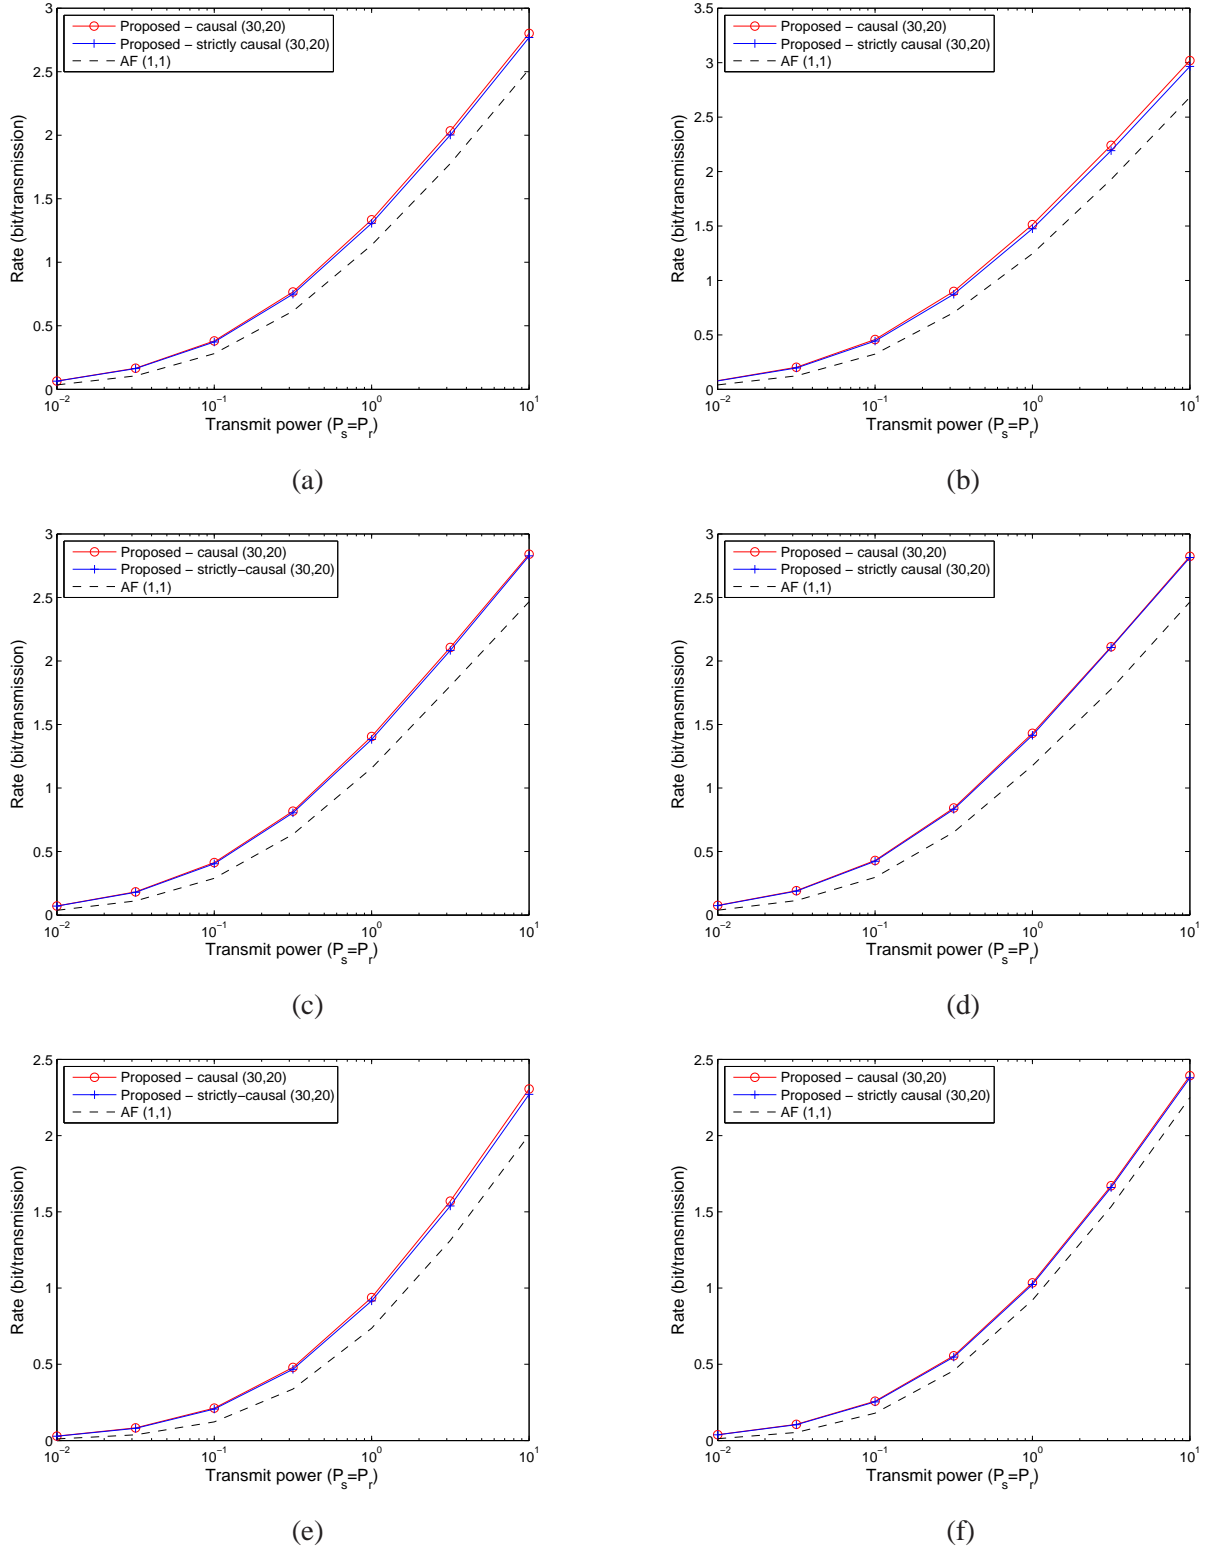 Proposed − causal (30,20)
Proposed − strictly causal (30,20)
AF (1,1)
3
2.5
2
1.5
1
0.5
0
Rate (bit/transmission)
10^−2
10^−1
10^0
10^1
Transmit power (P_s=P_r)
(a)
Proposed − causal (30,20)
Proposed − strictly causal (30,20)
AF (1,1)
3.5
3
2.5
2
1.5
1
0.5
0
Rate (bit/transmission)
10^−2
10^−1
10^0
10^1
Transmit power (P_s=P_r)
(b)
Proposed − causal (30,20)
Proposed − strictly−causal (30,20)
AF (1,1)
3
2.5
2
1.5
1
0.5
0
Rate (bit/transmission)
10^−2
10^−1
10^0
10^1
Transmit power (P_s=P_r)
(c)
Proposed − causal (30,20)
Proposed − strictly causal (30,20)
AF (1,1)
3
2.5
2
1.5
1
0.5
0
Rate (bit/transmission)
10^−2
10^−1
10^0
10^1
Transmit power (P_s=P_r)
(d)
Proposed − causal (30,20)
Proposed − strictly−causal (30,20)
AF (1,1)
2.5
2
1.5
1
0.5
0
Rate (bit/transmission)
10^−2
10^−1
10^0
10^1
Transmit power (P_s=P_r)
(e)
Proposed − causal (30,20)
Proposed − strictly causal (30,20)
AF (1,1)
2.5
2
1.5
1
0.5
0
Rate (bit/transmission)
10^−2
10^−1
10^0
10^1
Transmit power (P_s=P_r)
(f)